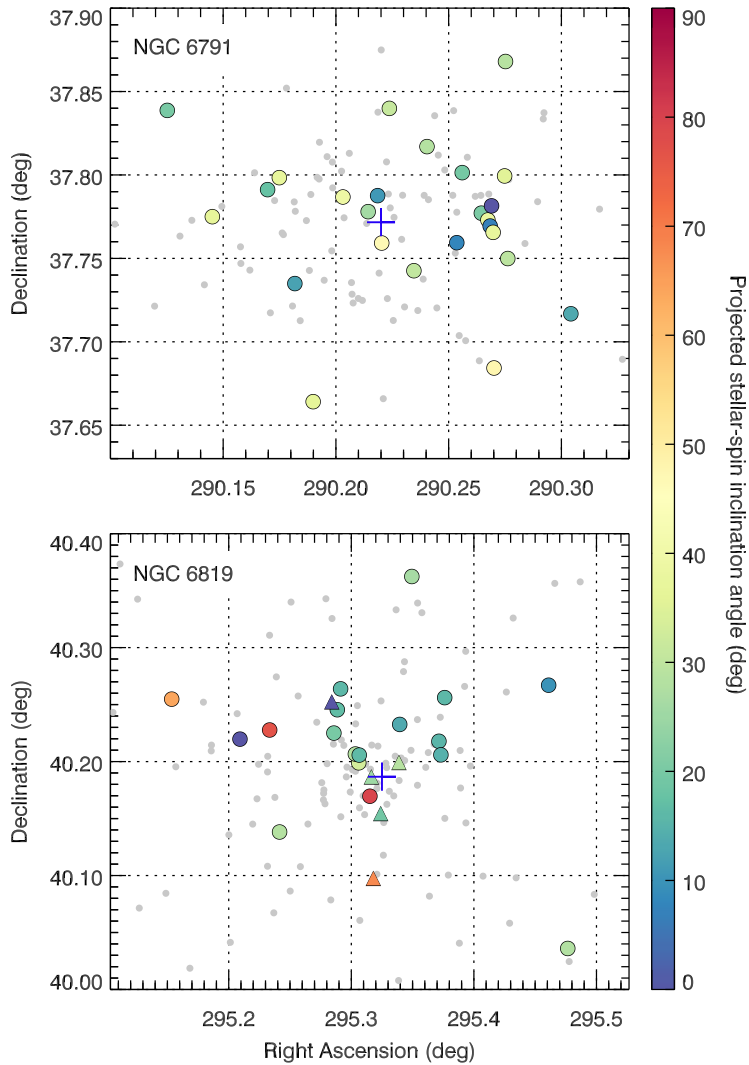 NGC 6791
37.90
37.85
37.80
37.75
37.70
37.65
Declination (deg)
290.15 290.20 290.25 290.30
NGC 6819
40.40
40.30
40.20
40.10
40.00
Declination (deg)
295.2 295.3 295.4 295.5
Right Ascension (deg)
90
80
70
60
50
40
30
20
10
0
Projected stellar-spin inclination angle (deg)